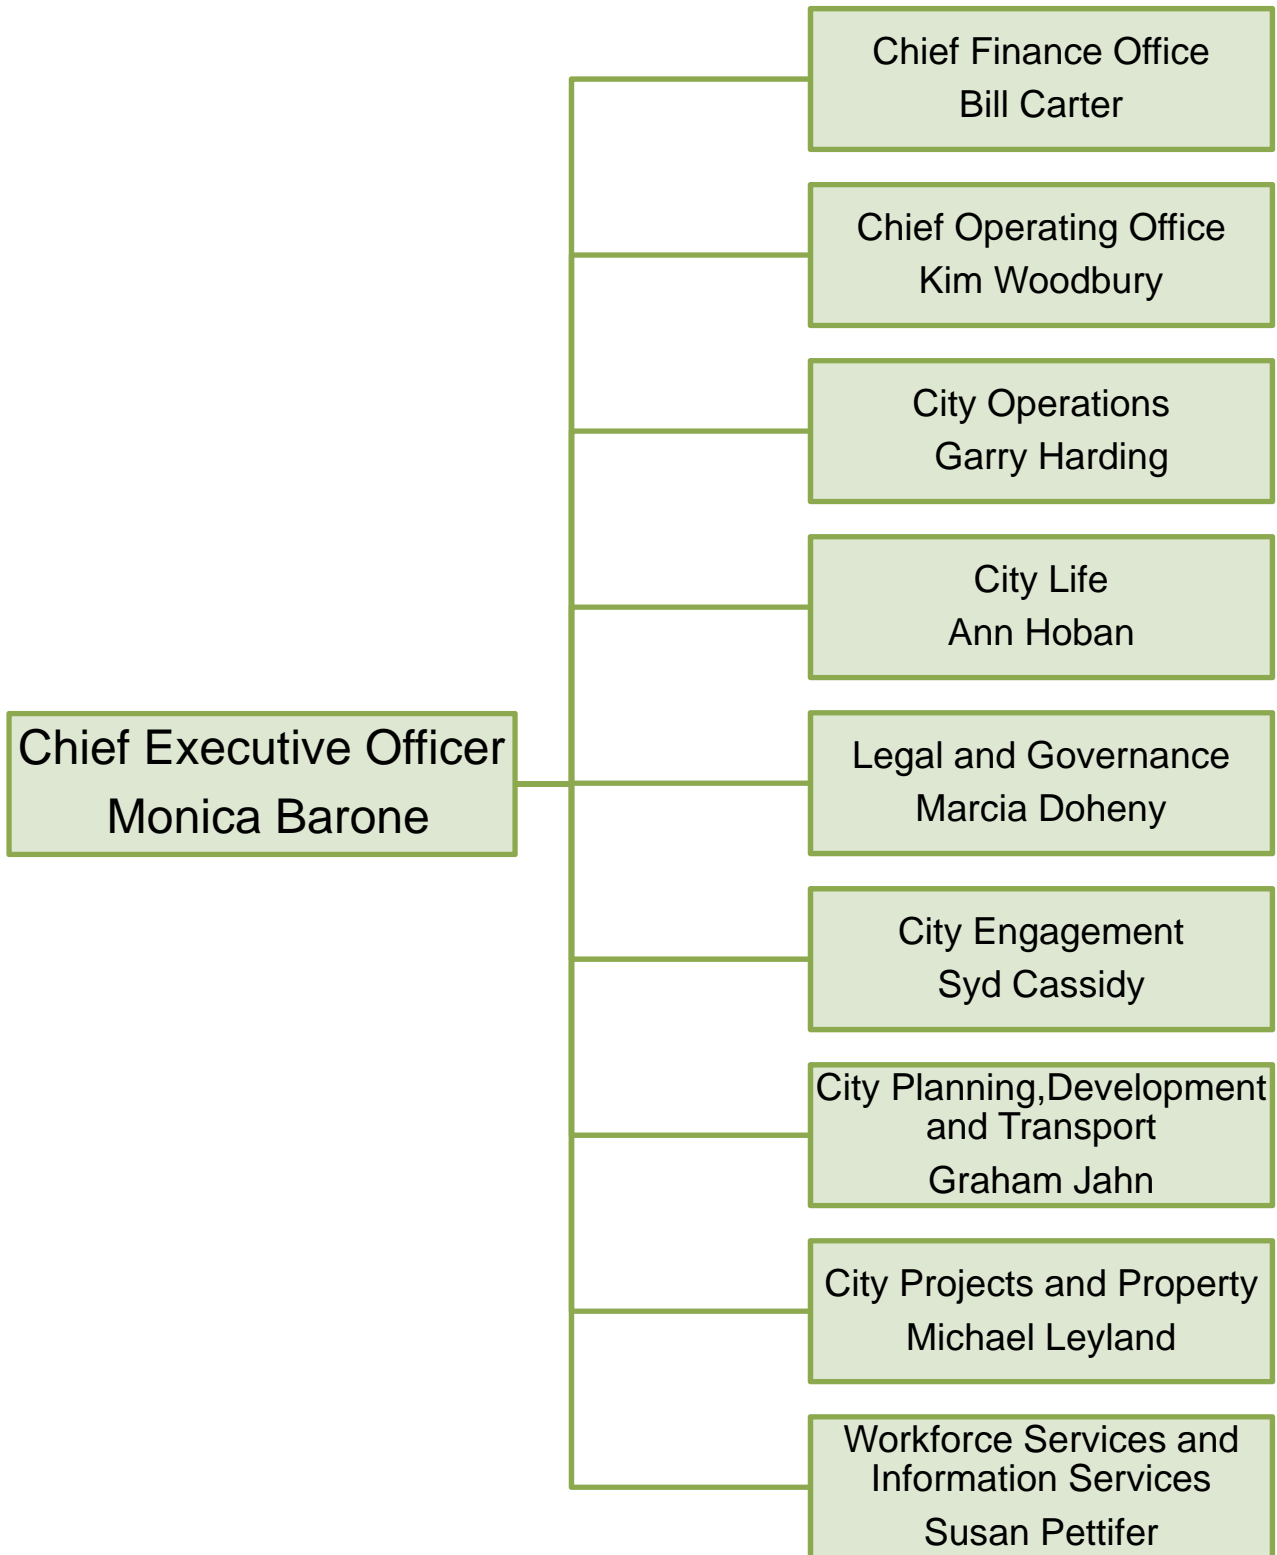 Chief Finance Office
Bill Carter
Chief Operating Office
Kim Woodbury
City Operations
Garry Harding
City Life
Ann Hoban
Chief Executive Officer
Monica Barone
Legal and Governance
Marcia Doheny
City Engagement
Syd Cassidy
City Planning,Development
and Transport
Graham Jahn
City Projects and Property
Michael Leyland
Workforce Services and
Information Services
Susan Pettifer